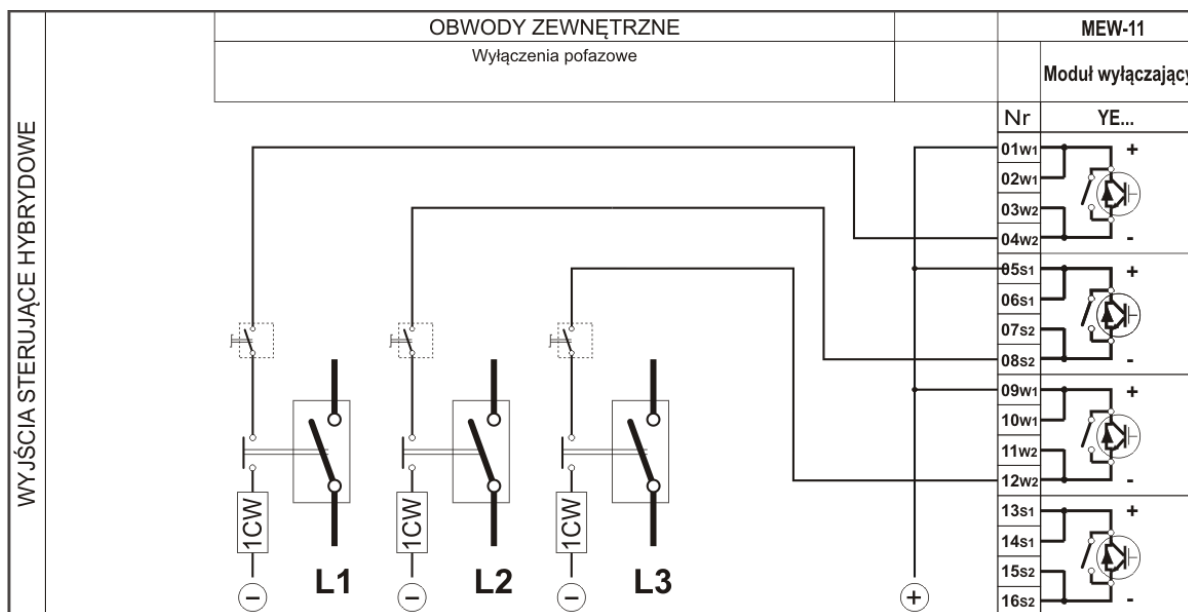 OBWODY ZEWNĘTRZNE
MEW-11
Wyłączenia pofazowe
Moduł wyłączający
Nr
YE...
WYJŚCIA STERUJĄCE HYBRYDOWE
01W1
+
02W1
03W2
04W2
-
05S1
+
06S1
07S2
08S2
-
09W1
+
10W1
11W2
12W2
-
13S1
+
14S1
15S2
16S2
-
1CW
1CW
1CW
L1
L2
L3
-
-
-
+